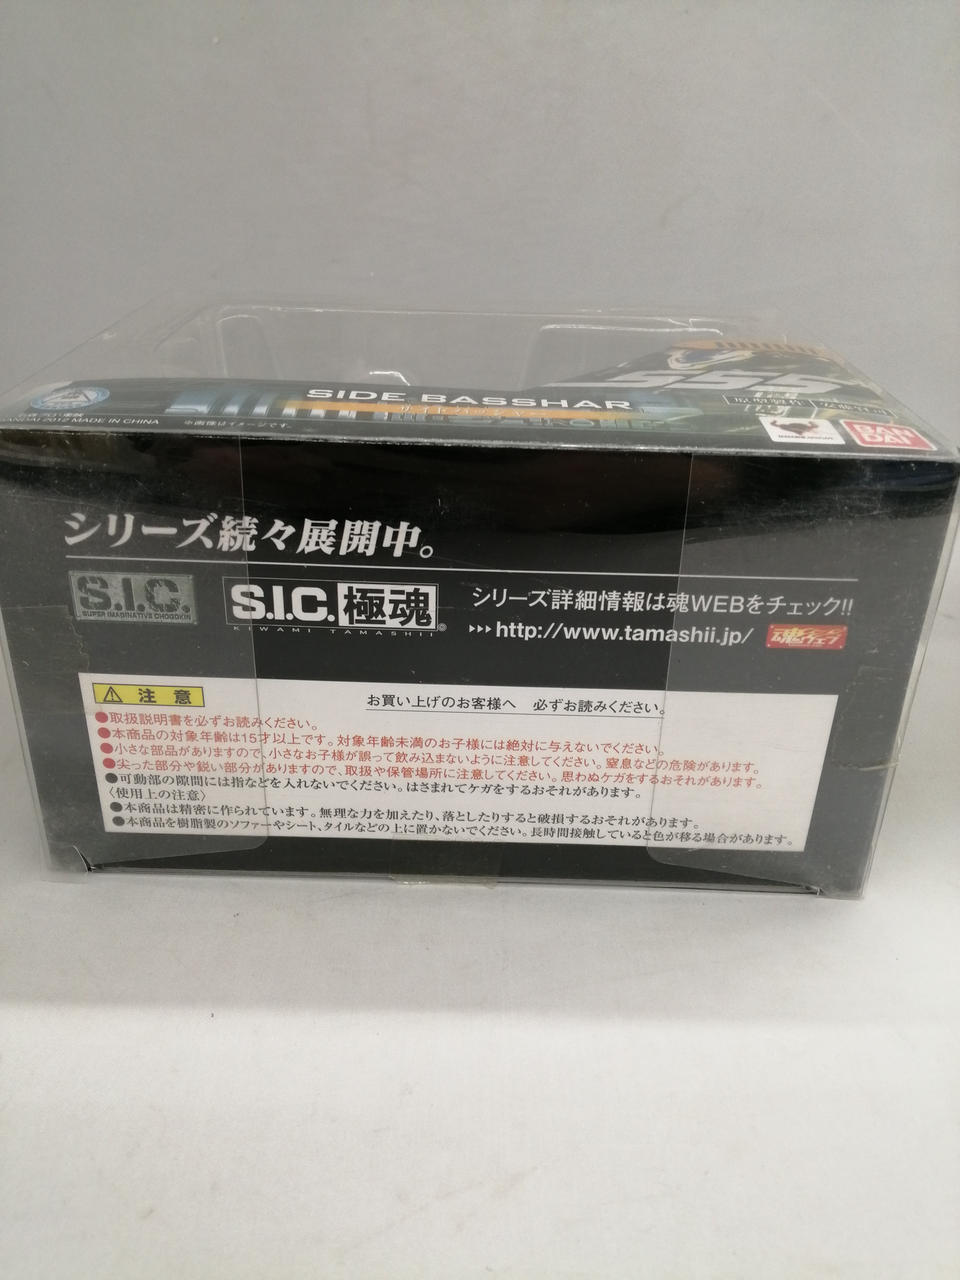 555
SIDE BASSHAR
サイドバッシャー
BANDAI 2012 MADE IN CHINA
※画像はイメージです。
BAN
DAI
シリーズ続々展開中。
S.I.C.
SUPER IMAGINATIVE CHOGOKIN
S.I.C.極魂
KIWAMI TAMASHII
シリーズ詳細情報は魂WEBをチェック!!
http://www.tamashii.jp/
魂ウェブ
注意
お買い上げのお客様へ 必ずお読みください。
●取扱説明書を必ずお読みください。
●本商品の対象年齢は15才以上です。対象年齢未満のお子様には絶対に与えないでください。
●小さな部品がありますので、小さなお子様が誤って飲み込まないように注意してください。窒息などの危険があります。
●尖った部分や鋭い部分がありますので、取扱や保管場所に注意してください。思わぬケガをするおそれがあります。
●可動部の隙間には指などを入れないでください。はさまれてケガをするおそれがあります。
〈使用上の注意〉
●本商品は精密に作られています。無理な力を加えたり、落としたりすると破損するおそれがあります。
●本商品を樹脂製のソファーやシート、タイルなどの上に置かないでください。長時間接触していると色が移る場合があります。